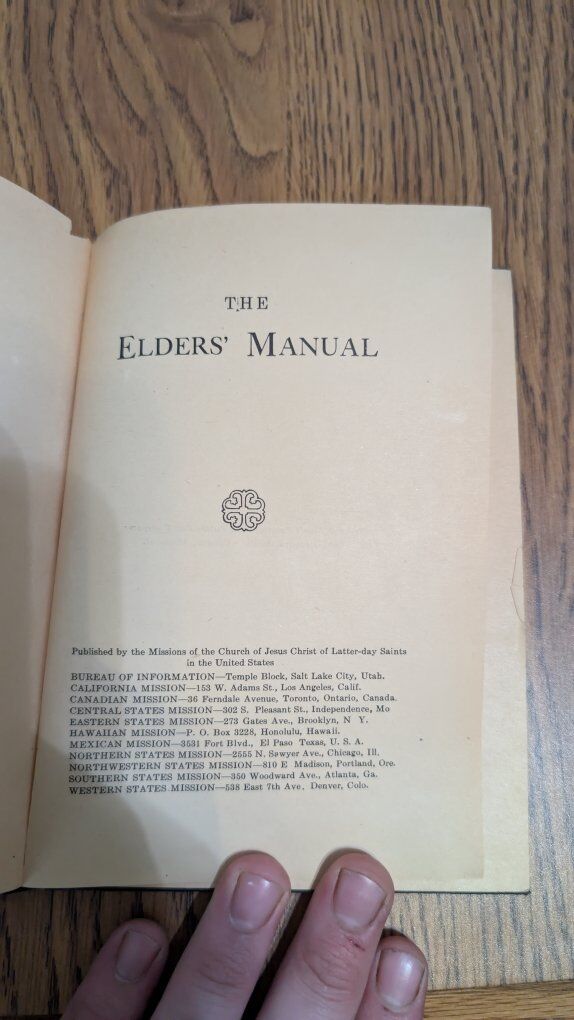 THE
ELDERS' MANUAL
Published by the Missions of the Church of Jesus Christ of Latter-day Saints
in the United States
BUREAU OF INFORMATION—Temple Block, Salt Lake City, Utah.
CALIFORNIA MISSION—153 W. Adams St., Los Angeles, Calif.
CANADIAN MISSION—36 Ferndale Avenue, Toronto, Ontario, Canada.
CENTRAL STATES MISSION—302 S. Pleasant St., Independence, Mo
EASTERN STATES MISSION—273 Gates Ave., Brooklyn, N Y.
HAWAIIAN MISSION—P. O. Box 3228, Honolulu, Hawaii.
MEXICAN MISSION—3531 Fort Blvd., El Paso Texas, U. S. A.
NORTHERN STATES MISSION—2555 N. Sawyer Ave., Chicago, Ill.
NORTHWESTERN STATES MISSION—810 E Madison, Portland, Ore.
SOUTHERN STATES MISSION—350 Woodward Ave., Atlanta, Ga.
WESTERN STATES MISSION—538 East 7th Ave. Denver, Colo.